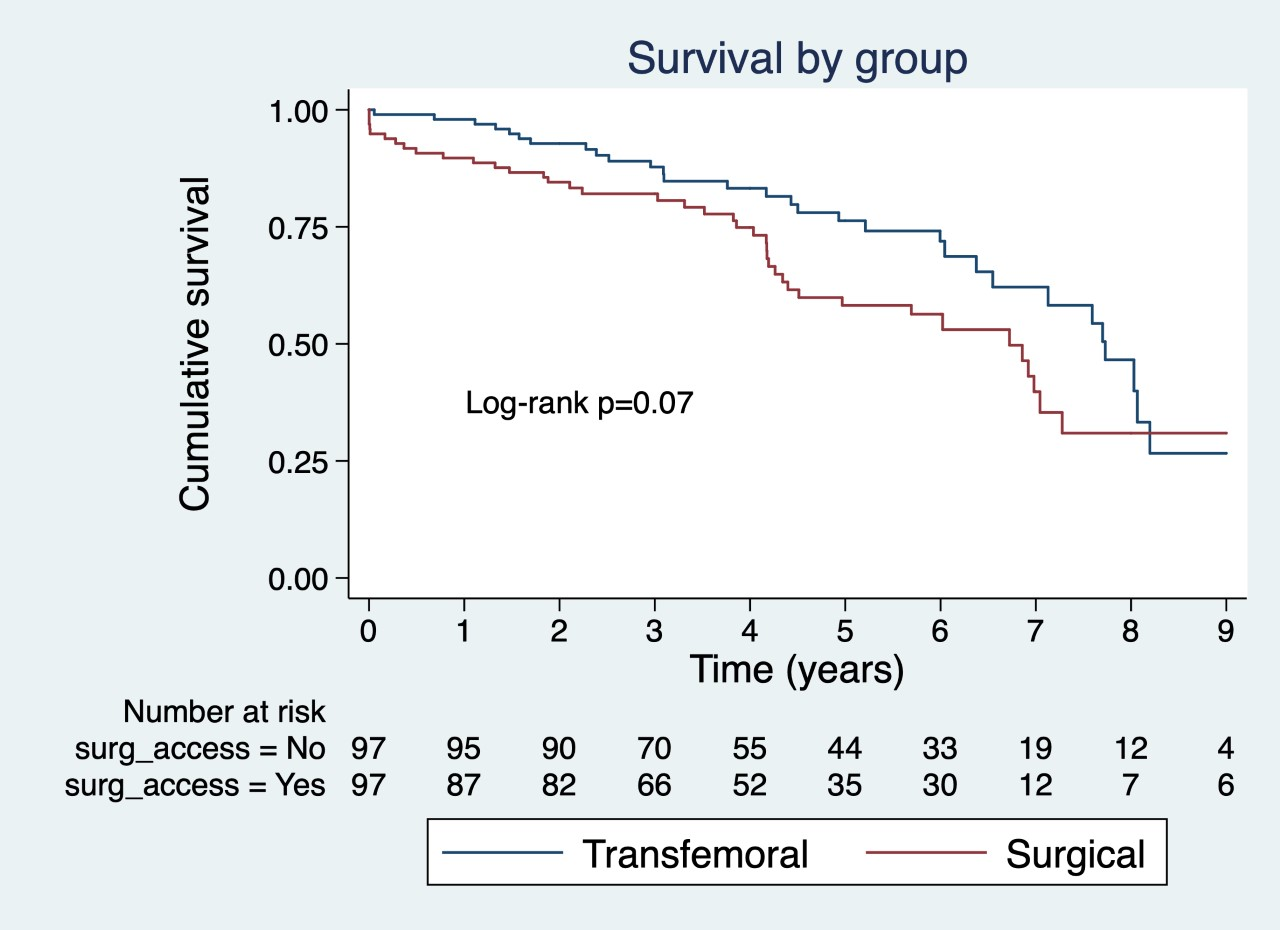 Survival by group
Cumulative survival
1.00
0.75
0.50
0.25
0.00
Log-rank p=0.07
0 1 2 3 4 5 6 7 8 9
Time (years)
Number at risk
surg_access = No 97 95 90 70 55 44 33 19 12 4
surg_access = Yes 97 87 82 66 52 35 30 12 7 6
Transfemoral Surgical